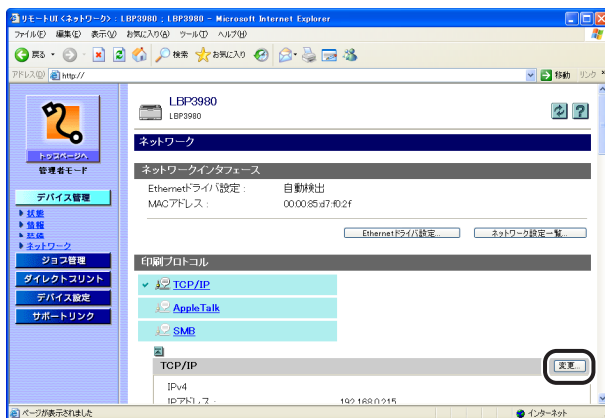 リモートUI <ネットワーク> : LBP3980 ; LBP3980 - Microsoft Internet Explorer
ファイル(F) 編集(E) 表示(V) お気に入り(A) ツール(T) ヘルプ(H)
戻る 検索 お気に入り
アドレス(D) http:// 移動 リンク »
LBP3980
LBP3980
トップページへ
管理者モード
デバイス管理
状態
情報
ネットワーク
ジョブ管理
ダイレクトプリント
デバイス設定
サポートリンク
ネットワーク
ネットワークインタフェース
Ethernetドライバ設定 : 自動検出
MACアドレス : 00:00:85:d7:f0:2f
Ethernetドライバ設定... ネットワーク設定一覧...
印刷プロトコル
TCP/IP
AppleTalk
SMB
TCP/IP 変更...
IPv4
IPアドレス : 192.168.0.215
ページが表示されました インターネット